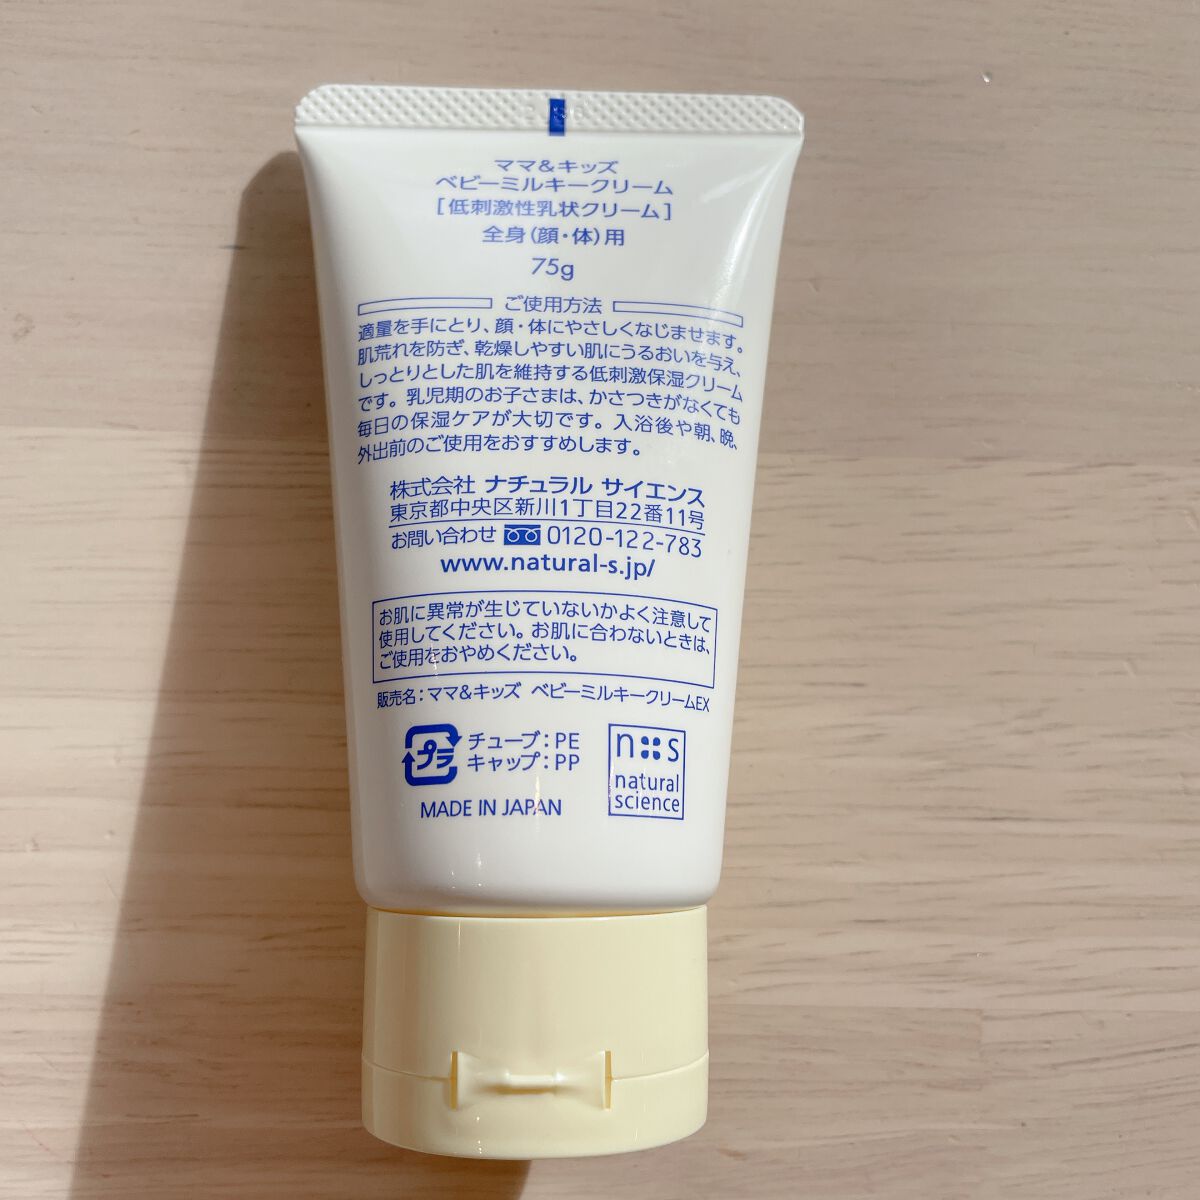 ママ&キッズ
ベビーミルキークリーム
[低刺激性乳状クリーム]
全身(顔・体)用
75g
ご使用方法
適量を手にとり、顔・体にやさしくなじませます。
肌荒れを防ぎ、乾燥しやすい肌にうるおいを与え、
しっとりとした肌を維持する低刺激保湿クリーム
です。乳児期のお子さまは、かさつきがなくても
毎日の保湿ケアが大切です。入浴後や朝、晩、
外出前のご使用をおすすめします。
株式会社 ナチュラル サイエンス
東京都中央区新川1丁目22番11号
お問い合わせ 0120-122-783
www.natural-s.jp/
お肌に異常が生じていないかよく注意して
使用してください。お肌に合わないときは、
ご使用をおやめください。
販売名:ママ&キッズ ベビーミルキークリームEX
プラ
チューブ:PE
キャップ:PP
MADE IN JAPAN
n s
natural
science